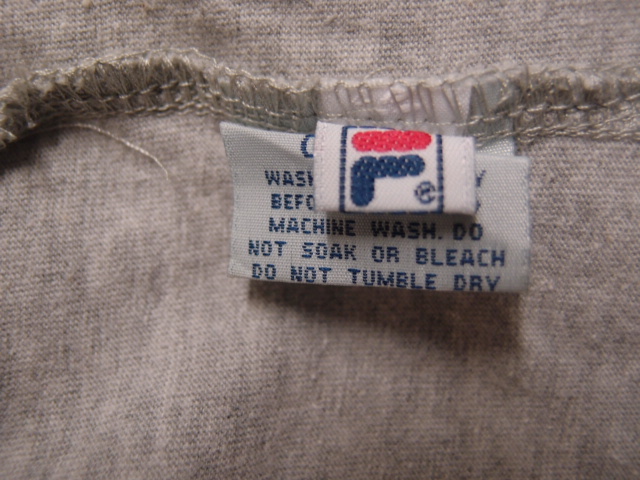 F
®
MACHINE WASH. DO
NOT SOAK OR BLEACH
DO NOT TUMBLE DRY